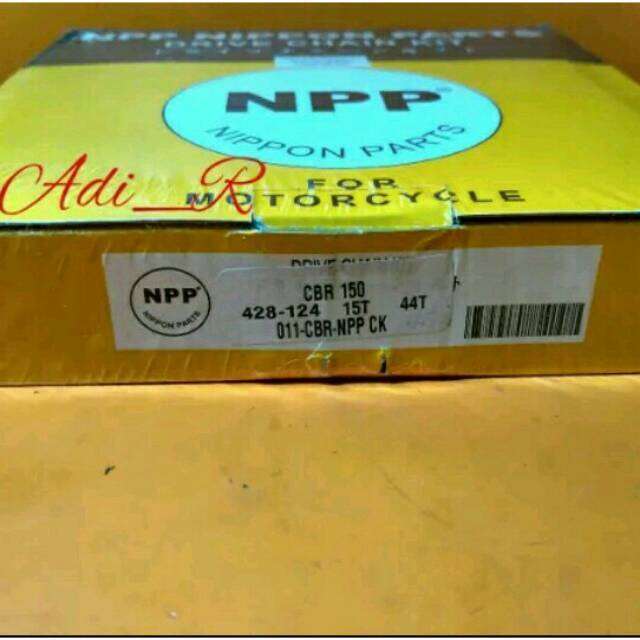 NPP NIPPON PARTS
DRIVE CHAIN KIT
NPP
NIPPON PARTS
FOR
MOTORCYCLE
Adi_R
NPP
NIPPON PARTS
CBR 150
428-124 15T 44T
011-CBR-NPP CK